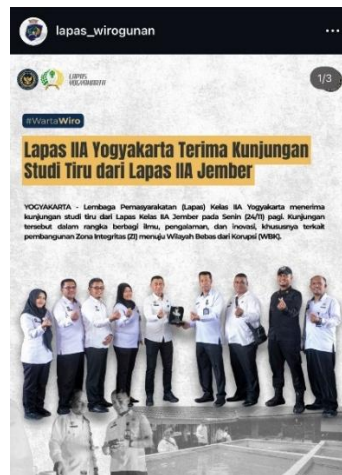 lapas_wirogunan
LAPAS
YOGYAKARTA
1/3
#WartaWiro
Lapas IIA Yogyakarta Terima Kunjungan
Studi Tiru dari Lapas IIA Jember
YOGYAKARTA - Lembaga Pemasyarakatan (Lapas) Kelas IIA Yogyakarta menerima
kunjungan studi tiru dari Lapas Kelas IIA Jember pada Senin (24/11) pagi. Kunjungan
tersebut dalam rangka berbagi ilmu, pengalaman, dan inovasi, khususnya terkait
pembangunan Zona Integritas (ZI) menuju Wilayah Bebas dari Korupsi (WBK).